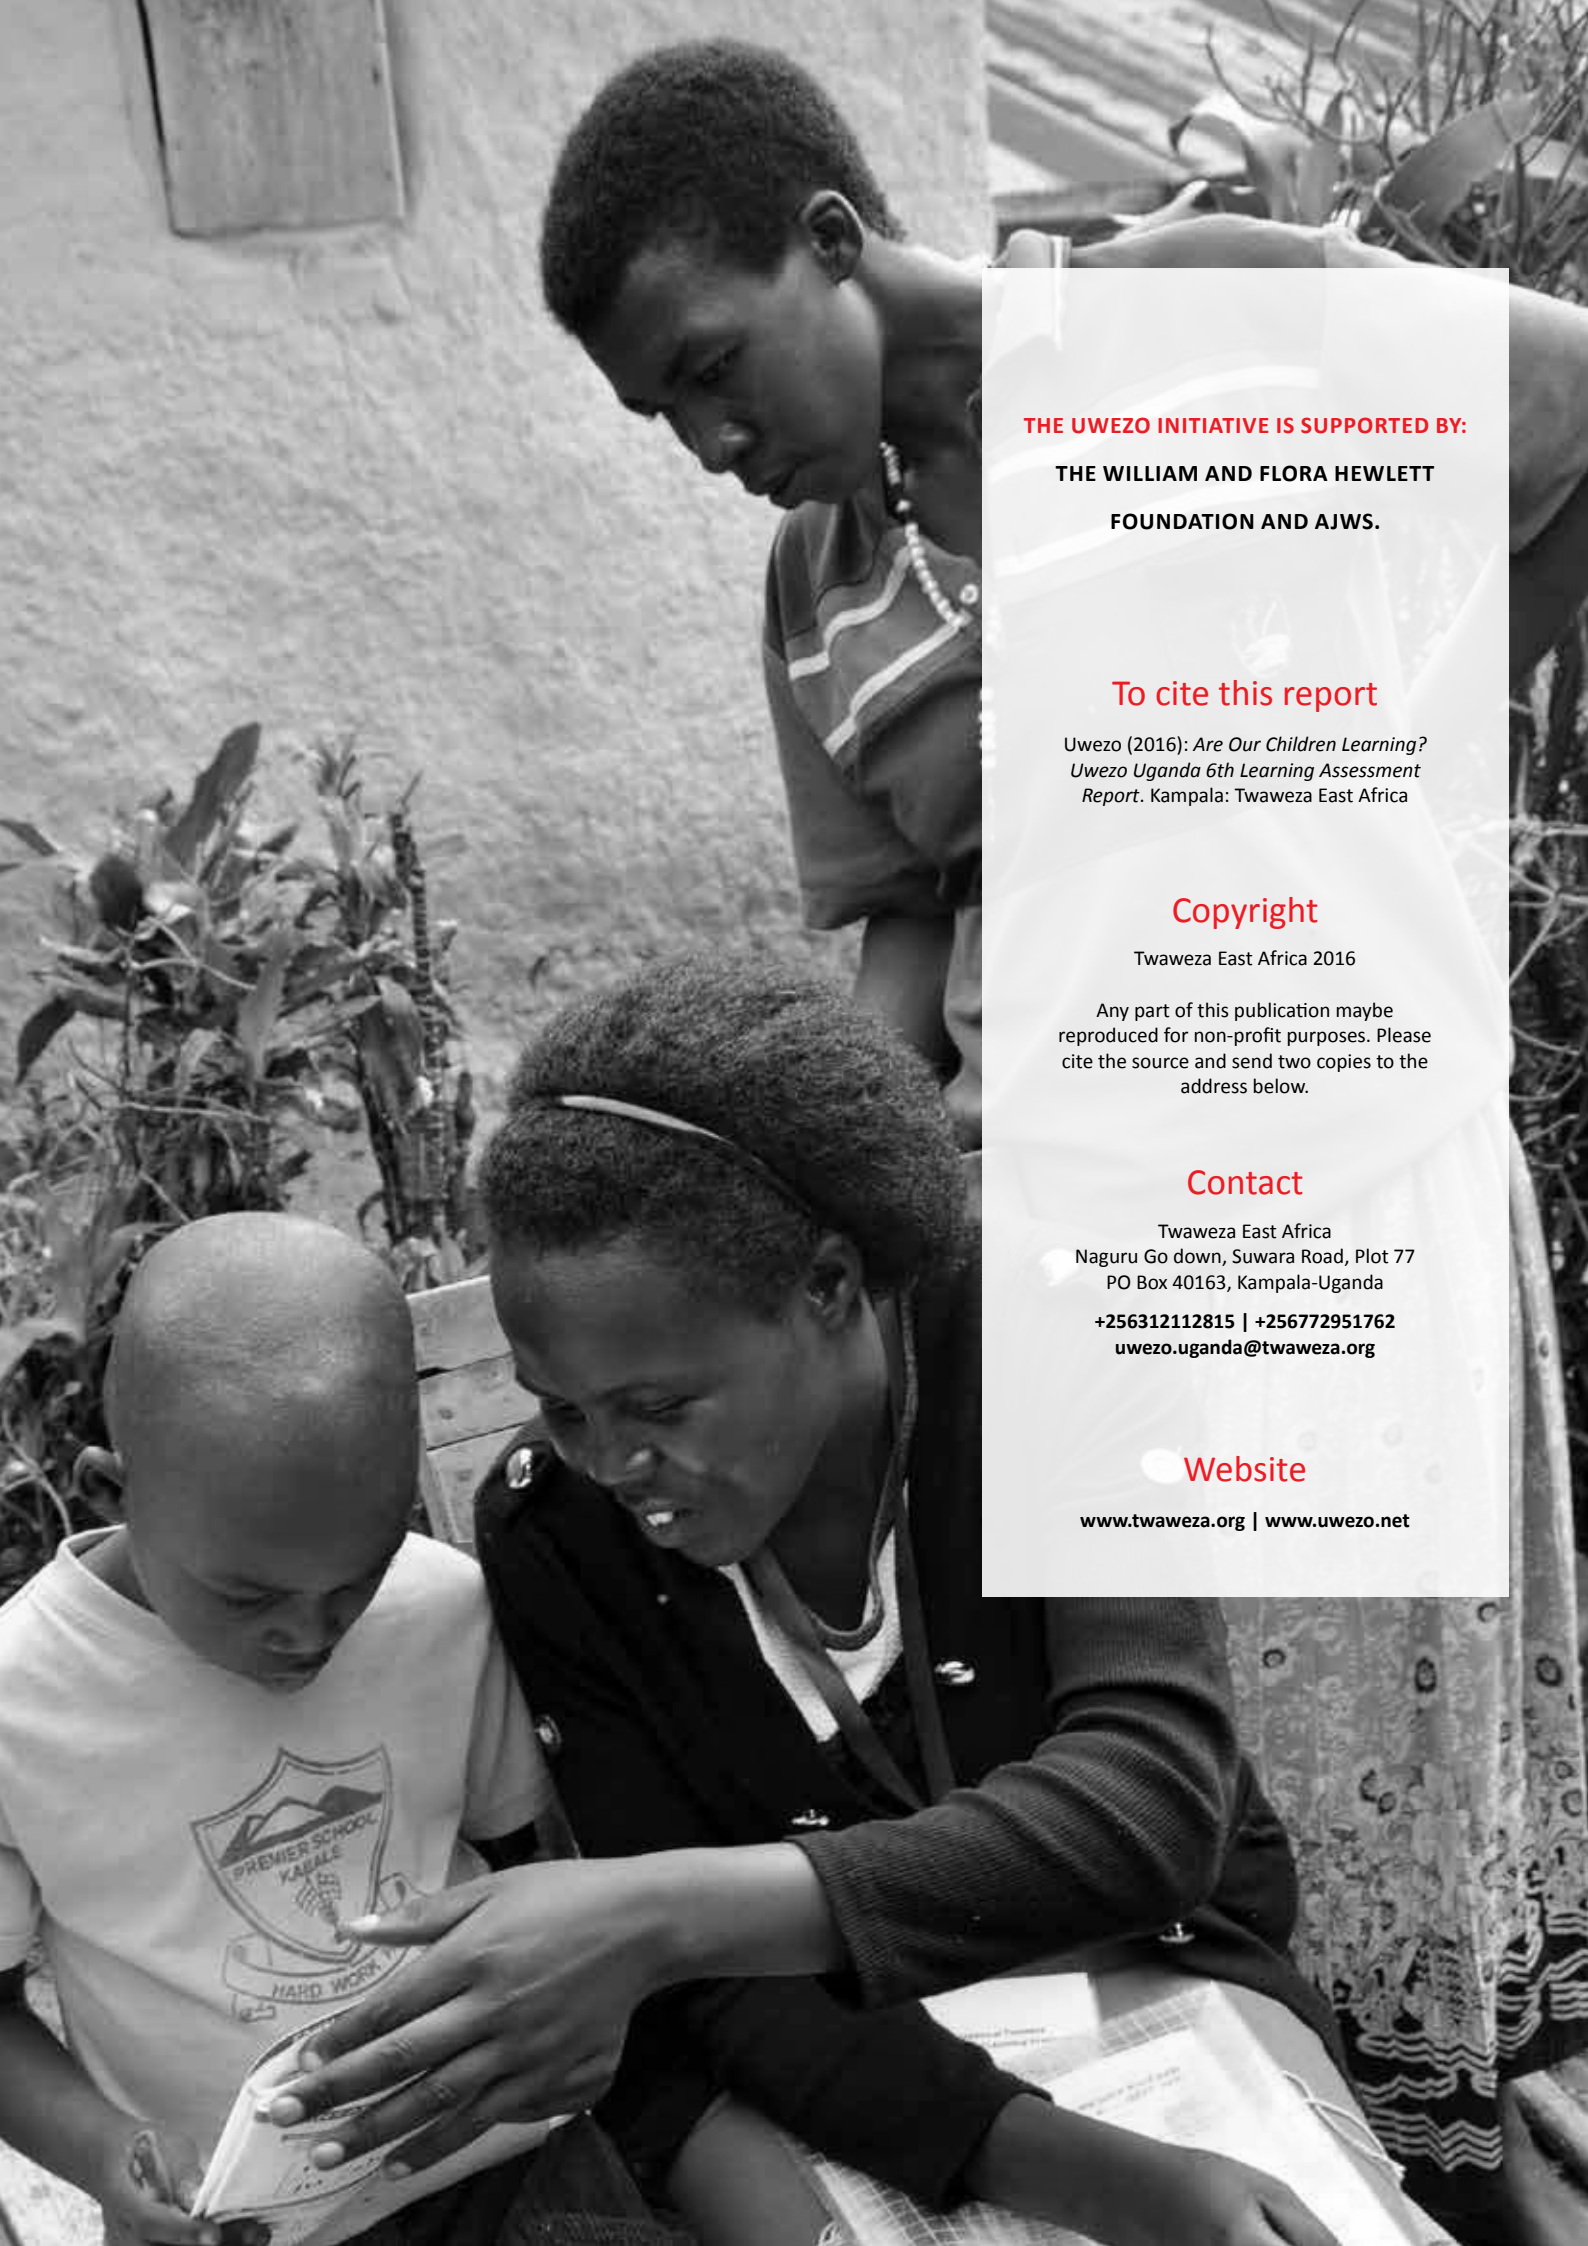 THE UWEZO INITIATIVE IS SUPPORTED BY:
THE WILLIAM AND FLORA HEWLETT
FOUNDATION AND AJWS.
To cite this report
Uwezo (2016): Are Our Children Learning?
Uwezo Uganda 6th Learning Assessment
Report. Kampala: Twaweza East Africa
Copyright
Twaweza East Africa 2016
Any part of this publication maybe
reproduced for non-profit purposes. Please
cite the source and send two copies to the
address below.
Contact
Twaweza East Africa
Naguru Go down, Suwara Road, Plot 77
PO Box 40163, Kampala-Uganda
+256312112815 | +256772951762
uwezo.uganda@twaweza.org
Website
www.twaweza.org | www.uwezo.net
PREMIER SCHOOL
KABALE
HARD WORK